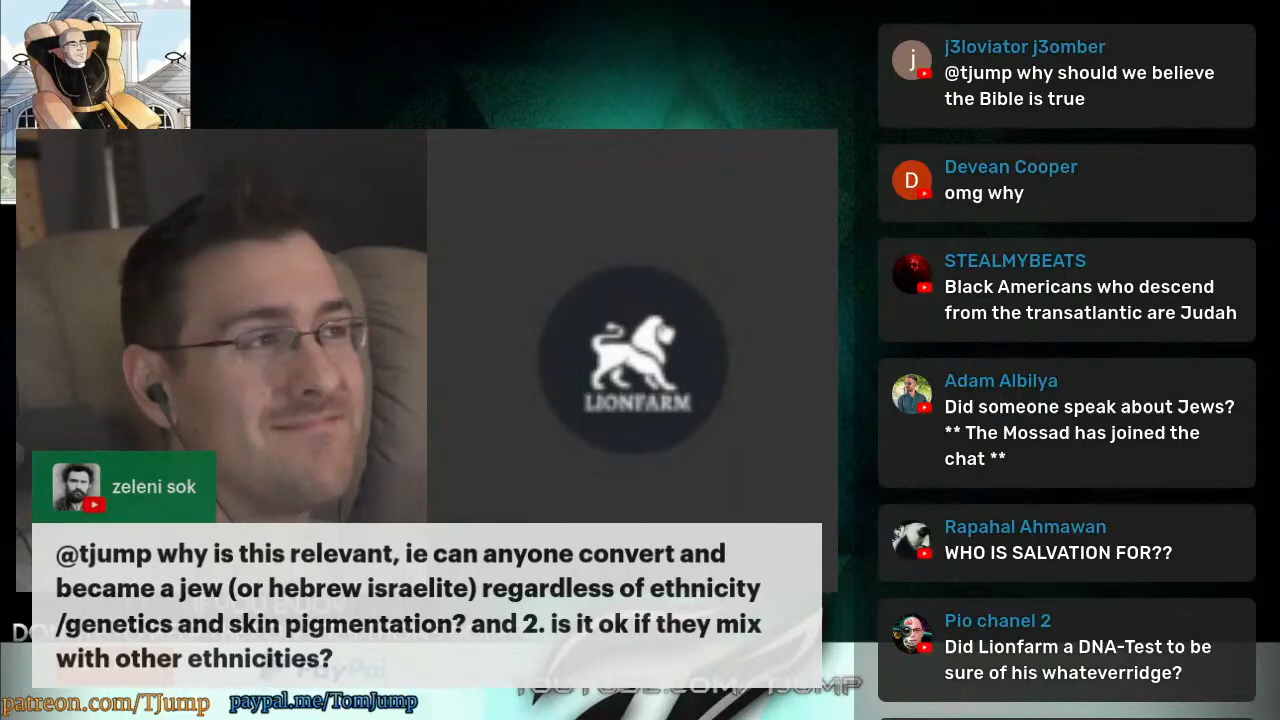 j3loviator j3omber
@tjump why should we believe
the Bible is true
Devean Cooper
omg why
STEALMYBEATS
Black Americans who descend
from the transatlantic are Judah
Adam Albilya
Did someone speak about Jews?
** The Mossad has joined the
chat **
Rapahal Ahmawan
WHO IS SALVATION FOR??
Pio chanel 2
Did Lionfarm a DNA-Test to be
sure of his whateverridge?
j
D
LIONFARM
zeleni sok
@tjump why is this relevant, ie can anyone convert and
became a jew (or hebrew israelite) regardless of ethnicity
/genetics and skin pigmentation? and 2. is it ok if they mix
with other ethnicities?
PayPal
YOUTUBE.COM/TJUMP
patreon.com/TJump
paypal.me/TomJump